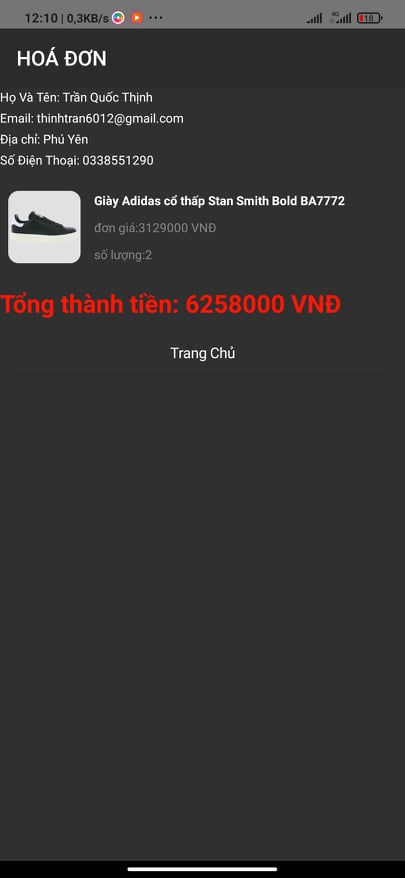 12:10 | 0,3KB/s ...
4G
18
HOÁ ĐƠN
Họ Và Tên: Trần Quốc Thịnh
Email: thinhtran6012@gmail.com
Địa chỉ: Phú Yên
Số Điện Thoại: 0338551290
Giày Adidas cổ thấp Stan Smith Bold BA7772
đơn giá:3129000 VNĐ
số lượng:2
Tổng thành tiền: 6258000 VNĐ
Trang Chủ